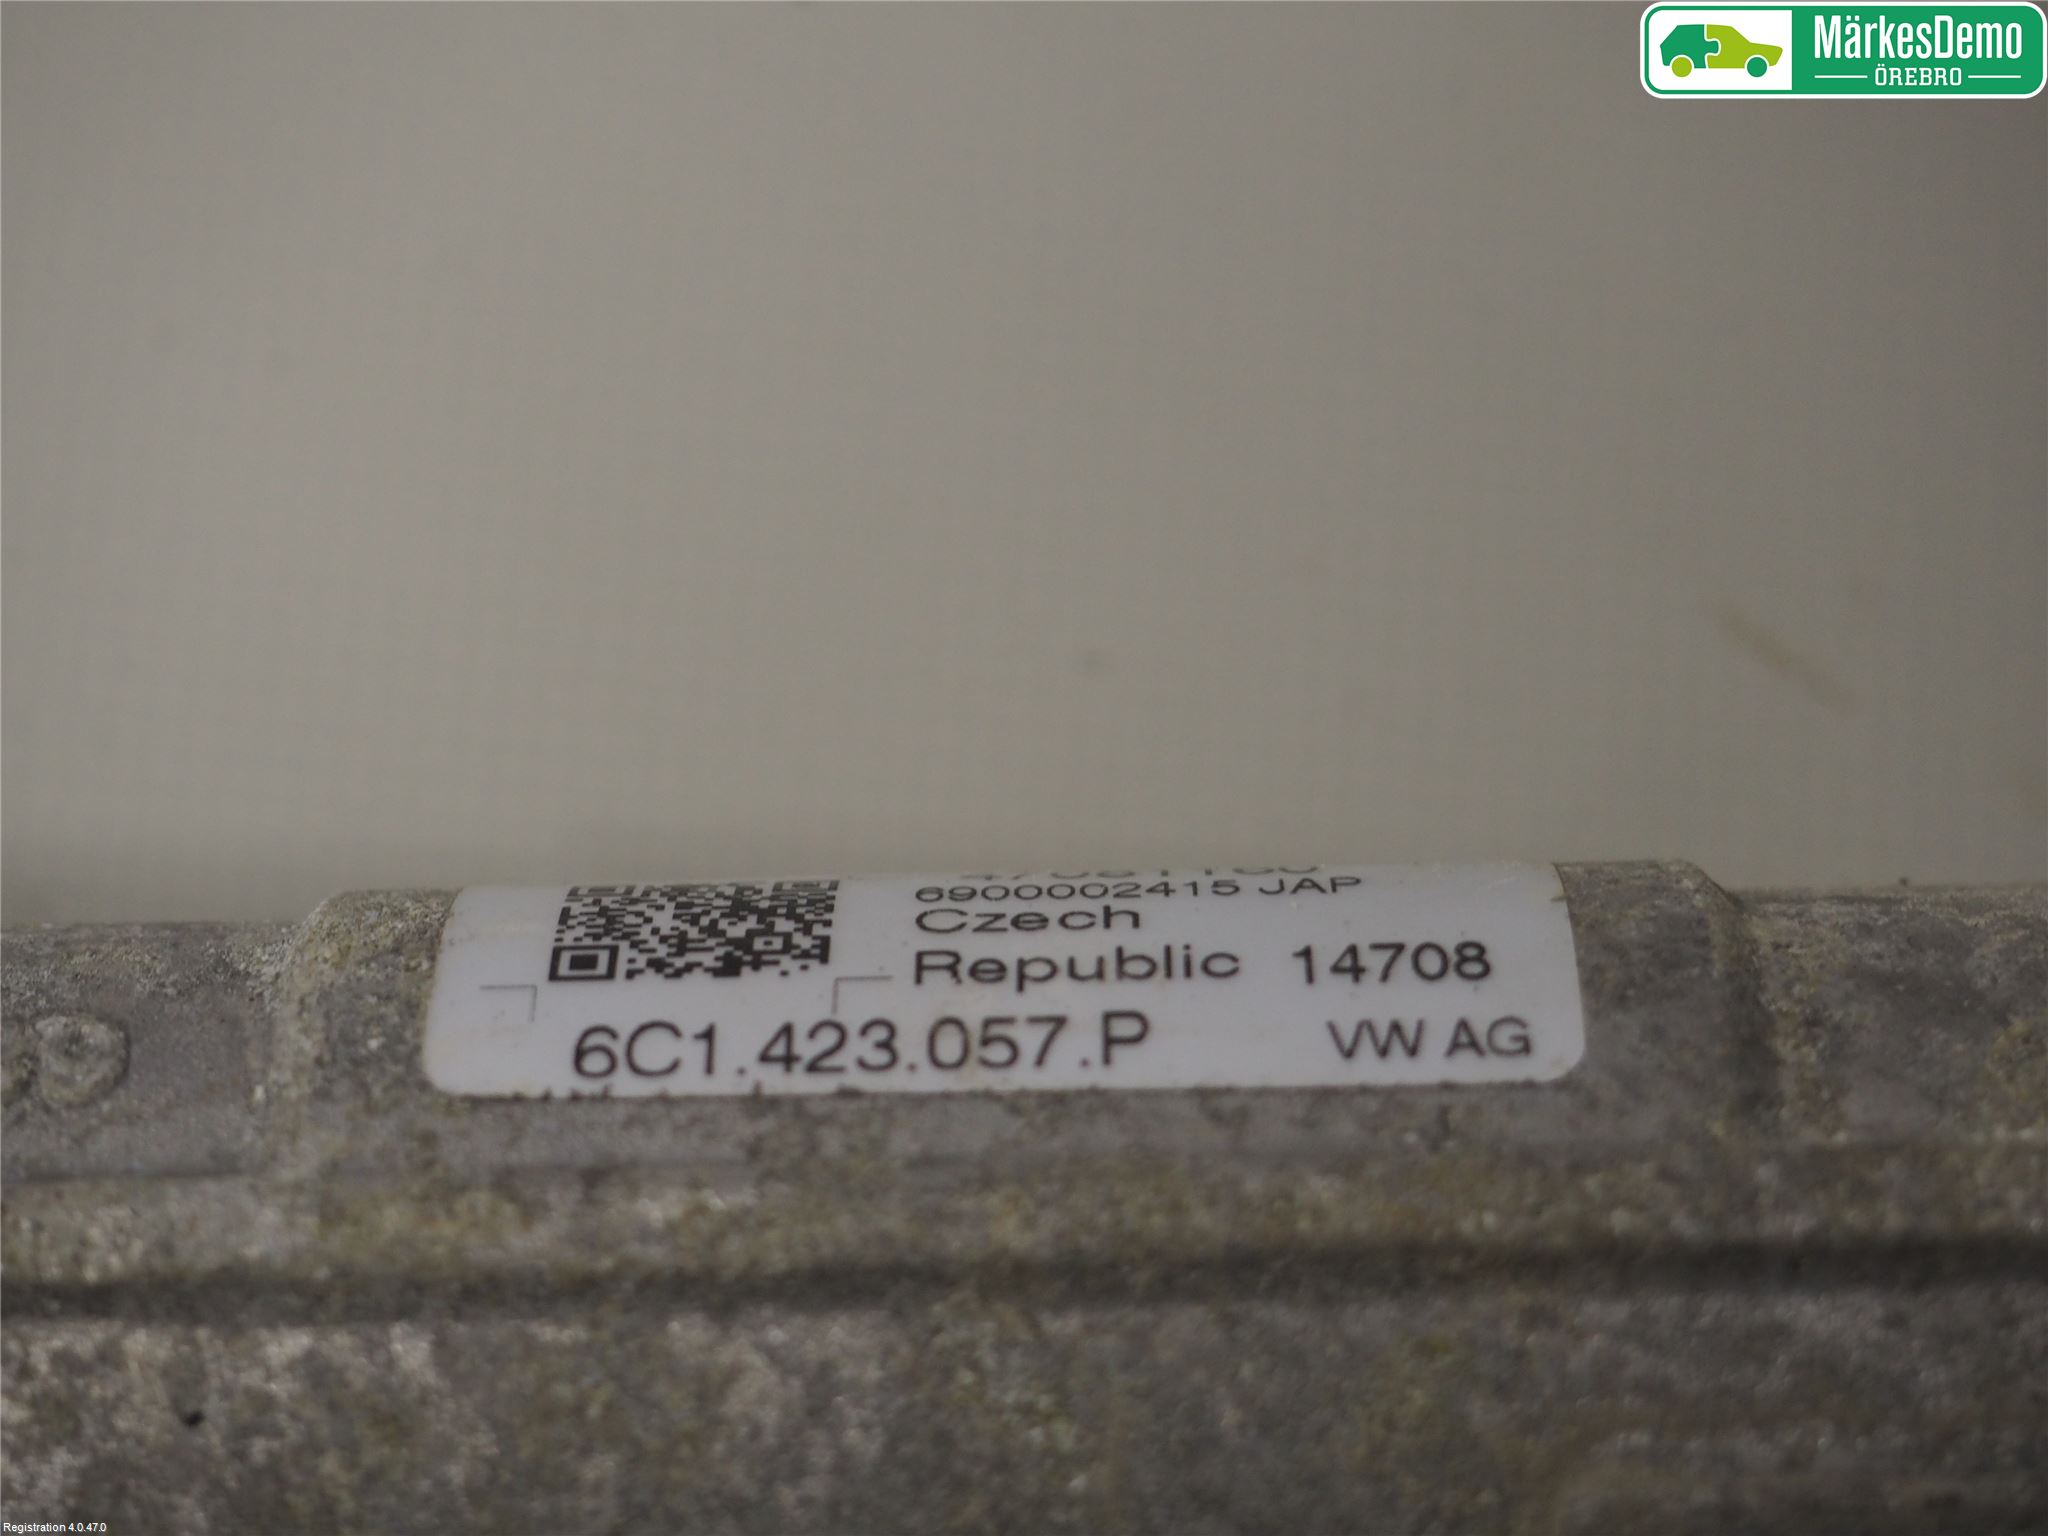 MärkesDemo
ÖREBRO
6900002415 JAP
Czech
Republic 14708
6C1.423.057.P VW AG
Registration 4.0.47.0